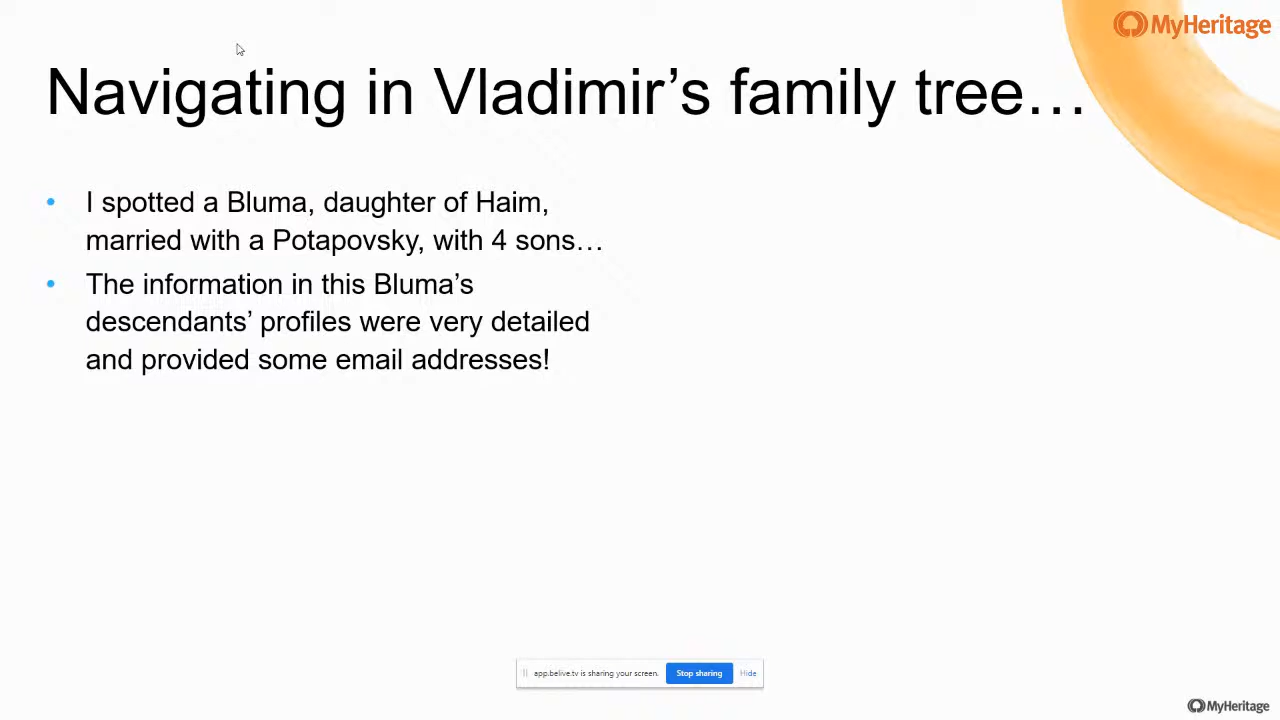 MyHeritage
Navigating in Vladimir’s family tree…
• I spotted a Bluma, daughter of Haim,
married with a Potapovsky, with 4 sons…
• The information in this Bluma’s
descendants’ profiles were very detailed
and provided some email addresses!
app.belive.tv is sharing your screen. Stop sharing Hide
MyHeritage